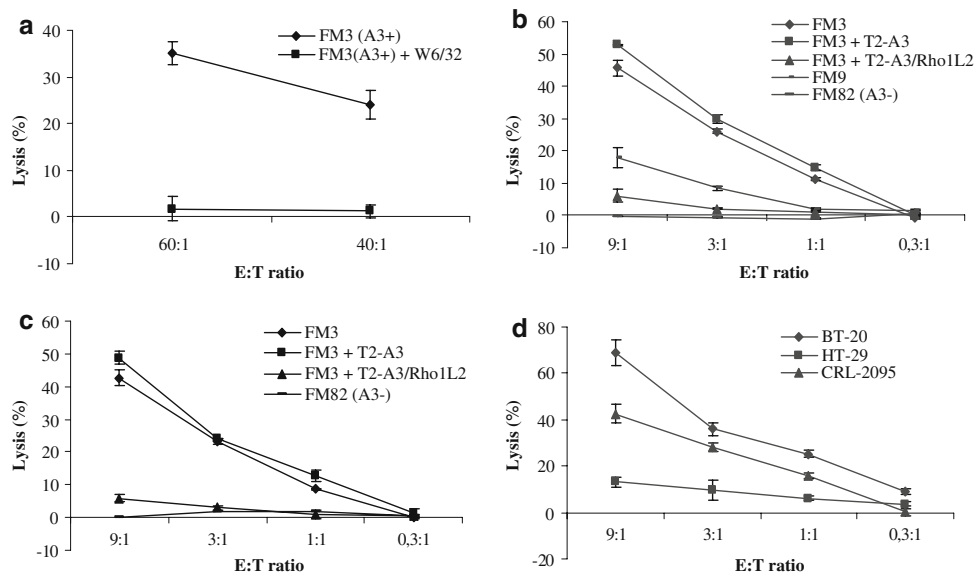 a
FM3 (A3+)
FM3(A3+) + W6/32
Lysis (%)
50
40
30
20
10
0
-10
60:1
40:1
E:T ratio
b
FM3
FM3 + T2-A3
FM3 + T2-A3/Rho1L2
FM9
FM82 (A3-)
Lysis (%)
60
50
40
30
20
10
0
-10
9:1
3:1
1:1
0,3:1
E:T ratio
c
FM3
FM3 + T2-A3
FM3 + T2-A3/Rho1L2
FM82 (A3-)
Lysis (%)
60
50
40
30
20
10
0
-10
9:1
3:1
1:1
0,3:1
E:T ratio
d
BT-20
HT-29
CRL-2095
Lysis (%)
80
60
40
20
0
-20
9:1
3:1
1:1
0,3:1
E:T ratio